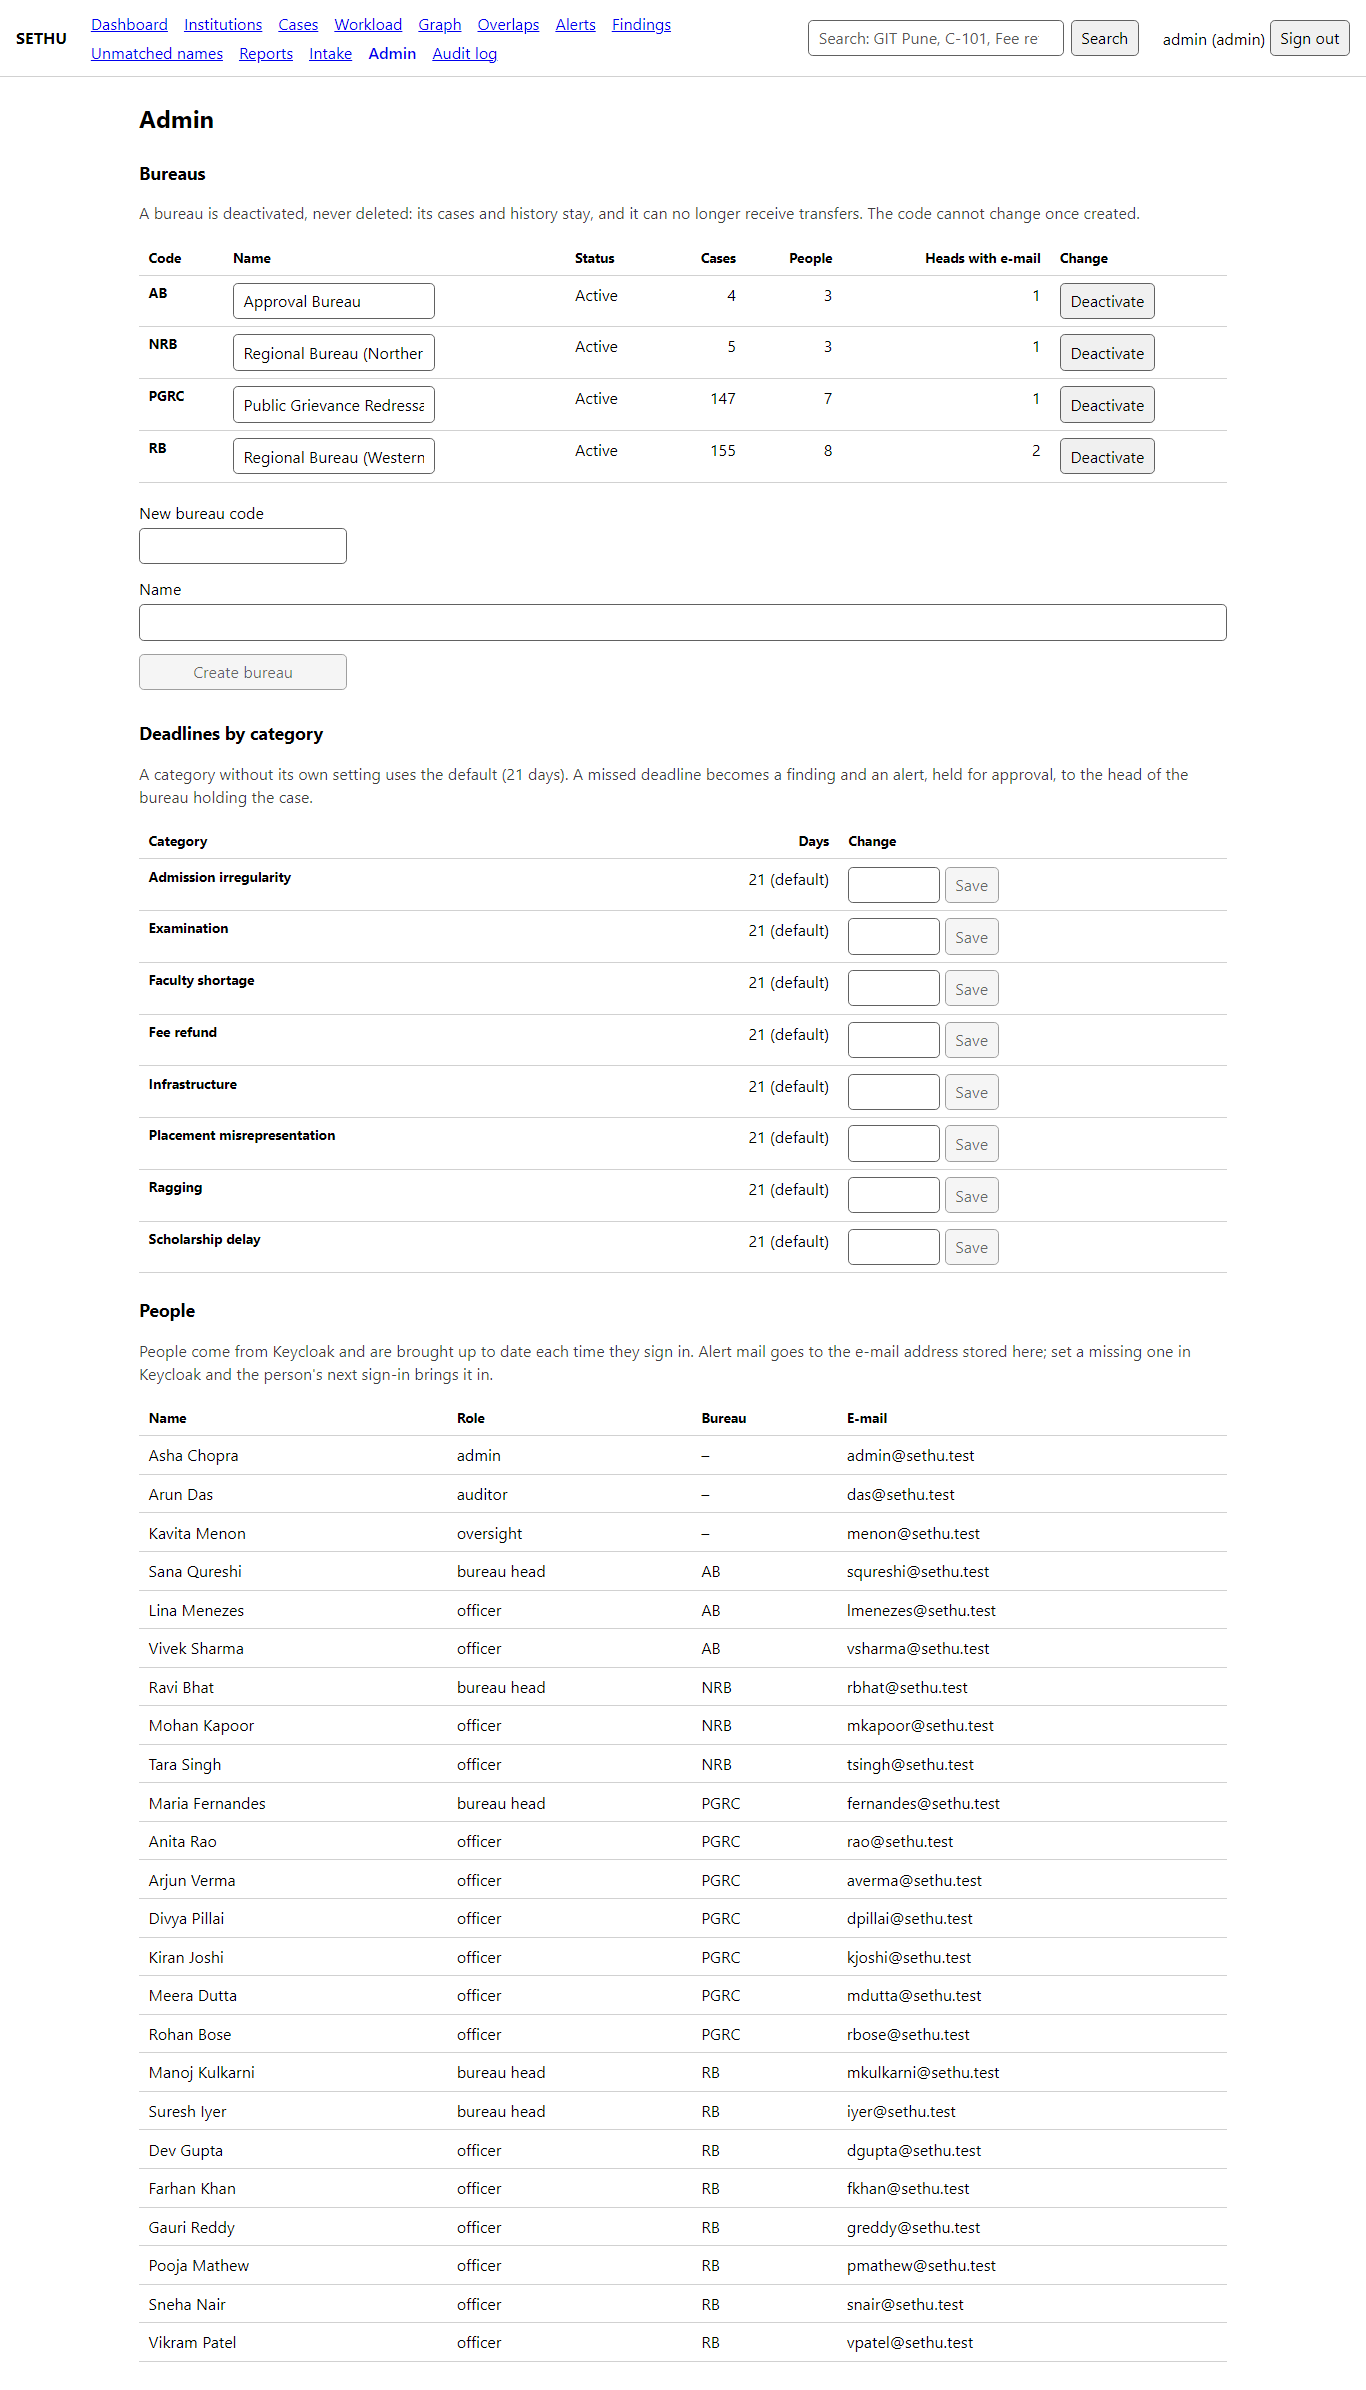 SETHU
Dashboard Institutions Cases Workload Graph Overlaps Alerts Findings
Unmatched names Reports Intake Admin Audit log
Search: GIT Pune, C-101, Fee re
Search
admin (admin)
Sign out
Admin
Bureaus
A bureau is deactivated, never deleted: its cases and history stay, and it can no longer receive transfers. The code cannot change once created.
Code Name Status Cases People Heads with e-mail Change
AB Approval Bureau Active 4 3 1 Deactivate
NRB Regional Bureau (Norther Active 5 3 1 Deactivate
PGRC Public Grievance Redressa Active 147 7 1 Deactivate
RB Regional Bureau (Western Active 155 8 2 Deactivate
New bureau code
Name
Create bureau
Deadlines by category
A category without its own setting uses the default (21 days). A missed deadline becomes a finding and an alert, held for approval, to the head of the
bureau holding the case.
Category Days Change
Admission irregularity 21 (default) Save
Examination 21 (default) Save
Faculty shortage 21 (default) Save
Fee refund 21 (default) Save
Infrastructure 21 (default) Save
Placement misrepresentation 21 (default) Save
Ragging 21 (default) Save
Scholarship delay 21 (default) Save
People
People come from Keycloak and are brought up to date each time they sign in. Alert mail goes to the e-mail address stored here; set a missing one in
Keycloak and the person's next sign-in brings it in.
Name Role Bureau E-mail
Asha Chopra admin – admin@sethu.test
Arun Das auditor – das@sethu.test
Kavita Menon oversight – menon@sethu.test
Sana Qureshi bureau head AB squreshi@sethu.test
Lina Menezes officer AB lmenezes@sethu.test
Vivek Sharma officer AB vsharma@sethu.test
Ravi Bhat bureau head NRB rbhat@sethu.test
Mohan Kapoor officer NRB mkapoor@sethu.test
Tara Singh officer NRB tsingh@sethu.test
Maria Fernandes bureau head PGRC fernandes@sethu.test
Anita Rao officer PGRC rao@sethu.test
Arjun Verma officer PGRC averma@sethu.test
Divya Pillai officer PGRC dpillai@sethu.test
Kiran Joshi officer PGRC kjoshi@sethu.test
Meera Dutta officer PGRC mdutta@sethu.test
Rohan Bose officer PGRC rbose@sethu.test
Manoj Kulkarni bureau head RB mkulkarni@sethu.test
Suresh Iyer bureau head RB iyer@sethu.test
Dev Gupta officer RB dgupta@sethu.test
Farhan Khan officer RB fkhan@sethu.test
Gauri Reddy officer RB greddy@sethu.test
Pooja Mathew officer RB pmathew@sethu.test
Sneha Nair officer RB snair@sethu.test
Vikram Patel officer RB vpatel@sethu.test